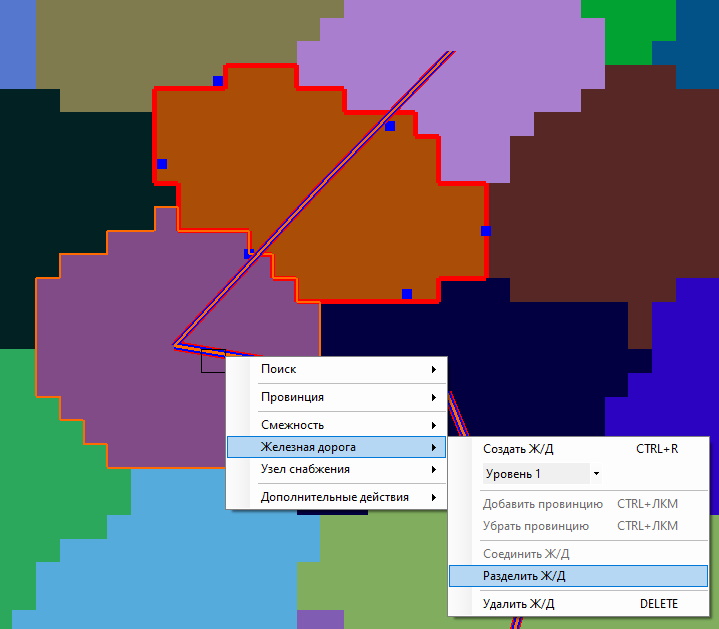 Поиск
Провинция
Смежность
Железная дорога
Узел снабжения
Дополнительные действия
Создать Ж/Д CTRL+R
Уровень 1
Добавить провинцию CTRL+ЛКМ
Убрать провинцию CTRL+ЛКМ
Соединить Ж/Д
Разделить Ж/Д
Удалить Ж/Д DELETE